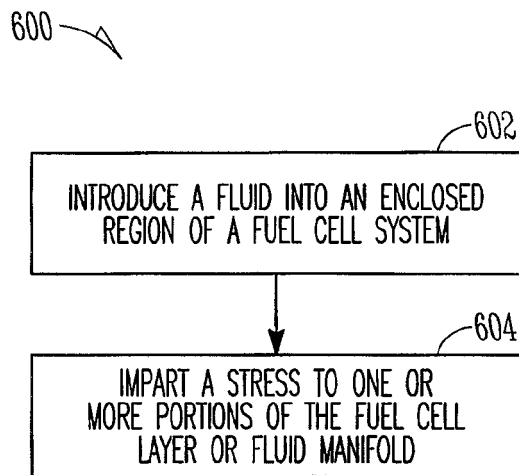 600
602
INTRODUCE A FLUID INTO AN ENCLOSED
REGION OF A FUEL CELL SYSTEM
604
IMPART A STRESS TO ONE OR
MORE PORTIONS OF THE FUEL CELL
LAYER OR FLUID MANIFOLD